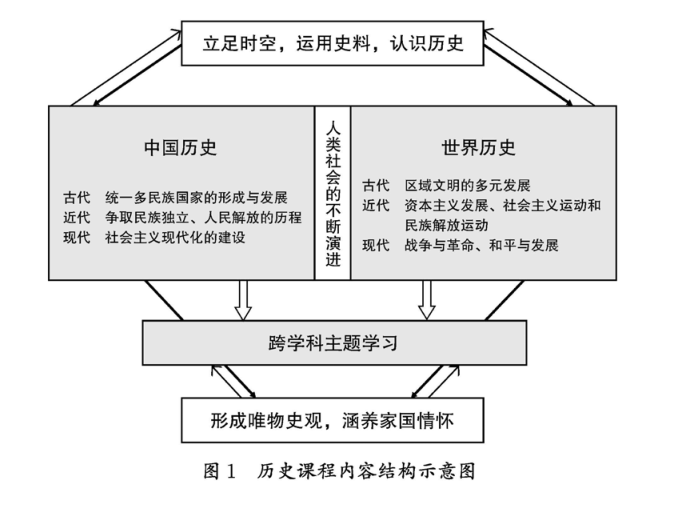 立足时空，运用史料，认识历史
中国历史
古代 统一多民族国家的形成与发展
近代 争取民族独立、人民解放的历程
现代 社会主义现代化的建设
人类社会的不断演进
世界历史
古代 区域文明的多元发展
近代 资本主义发展、社会主义运动和
民族解放运动
现代 战争与革命、和平与发展
跨学科主题学习
形成唯物史观，涵养家国情怀
图1 历史课程内容结构示意图